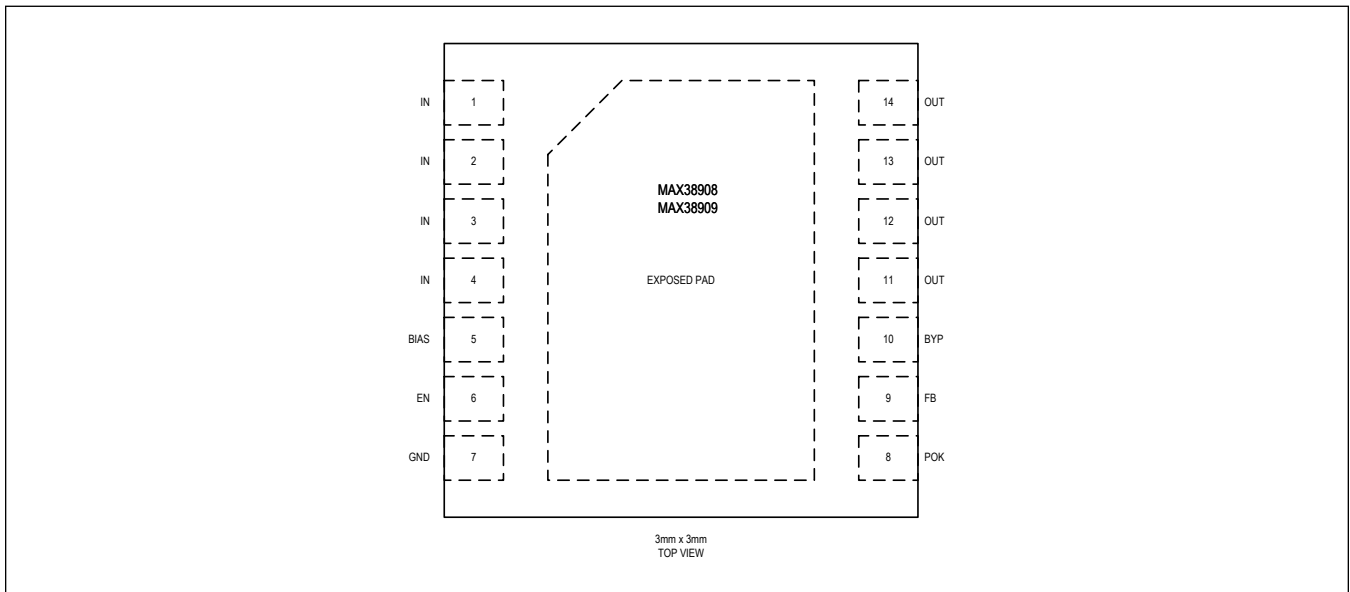 IN 1 14 OUT
IN 2 13 OUT
MAX38908
MAX38909
IN 3 12 OUT
IN 4 EXPOSED PAD 11 OUT
BIAS 5 10 BYP
EN 6 9 FB
GND 7 8 POK
3mm x 3mm
TOP VIEW